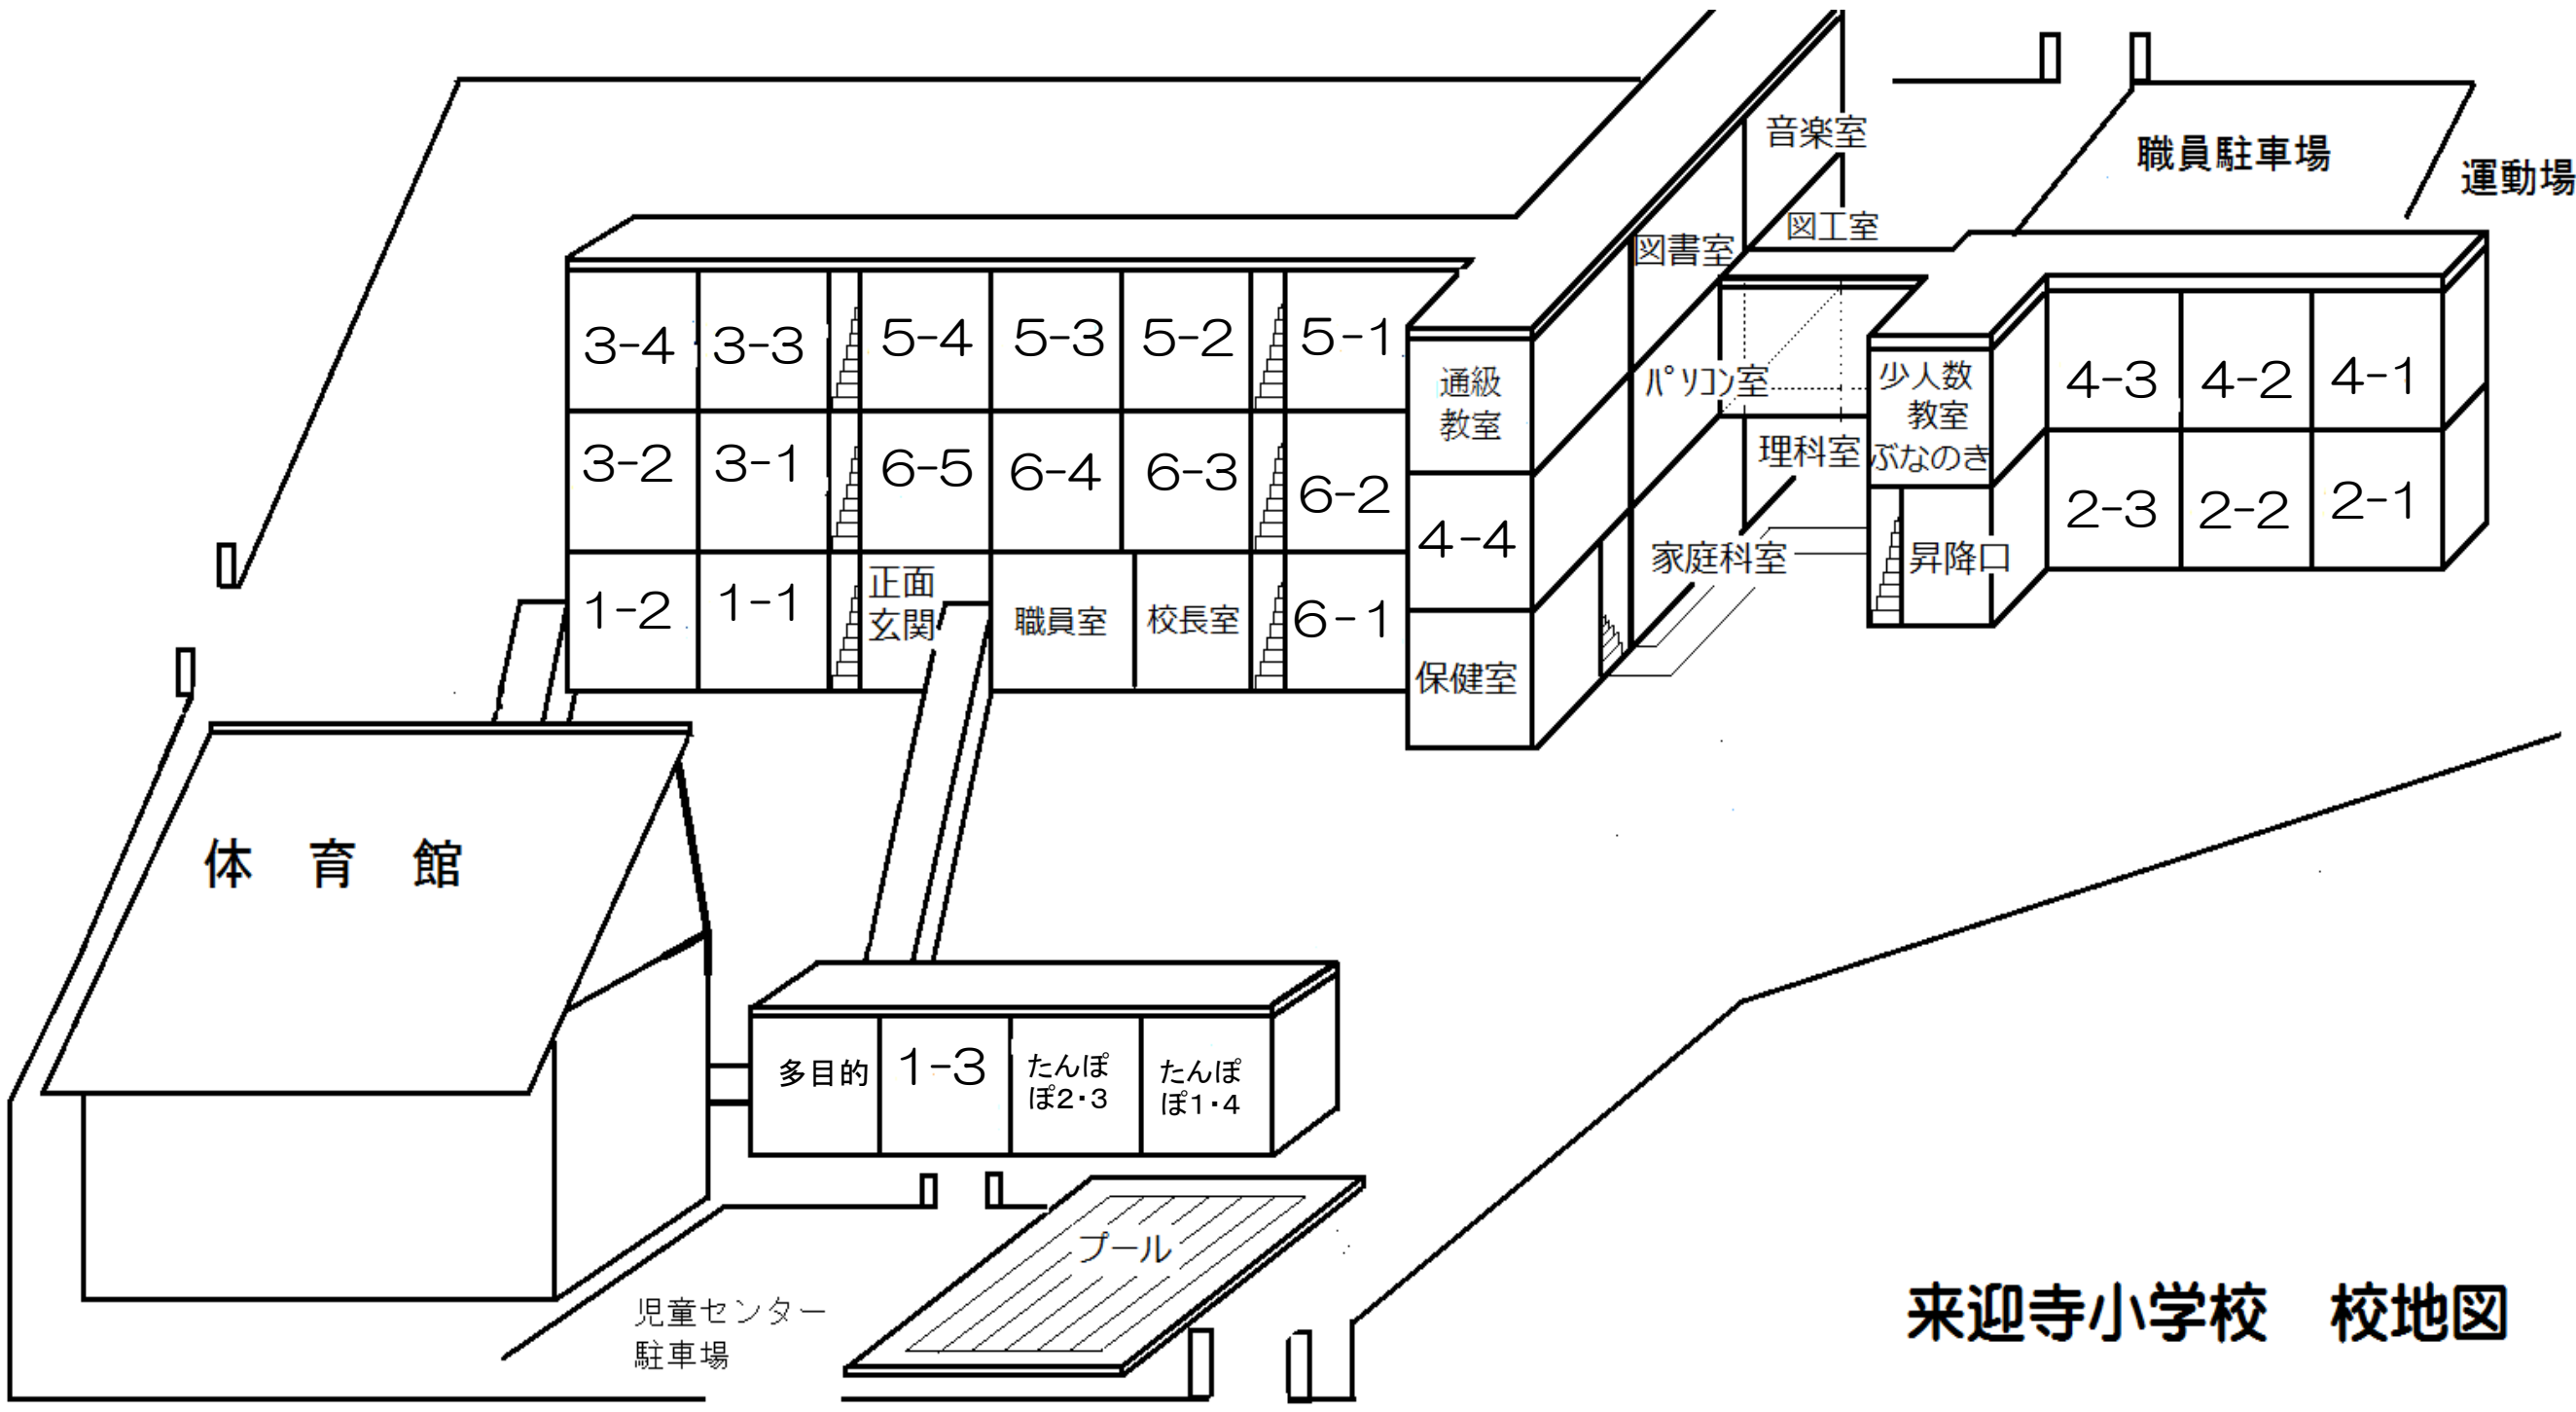 音楽室
職員駐車場
運動場
図工室
図書室
3-4
3-3
5-4
5-3
5-2
5-1
通級
教室
パソコン室
少人数
教室
ぶなのき
4-3
4-2
4-1
3-2
3-1
6-5
6-4
6-3
6-2
4-4
理科室
2-3
2-2
2-1
1-2
1-1
正面
玄関
職員室
校長室
6-1
保健室
家庭科室
昇降口
体 育 館
多目的
1-3
たんぽ
ぽ2・3
たんぽ
ぽ1・4
プール
児童センター
駐車場
来迎寺小学校 校地図